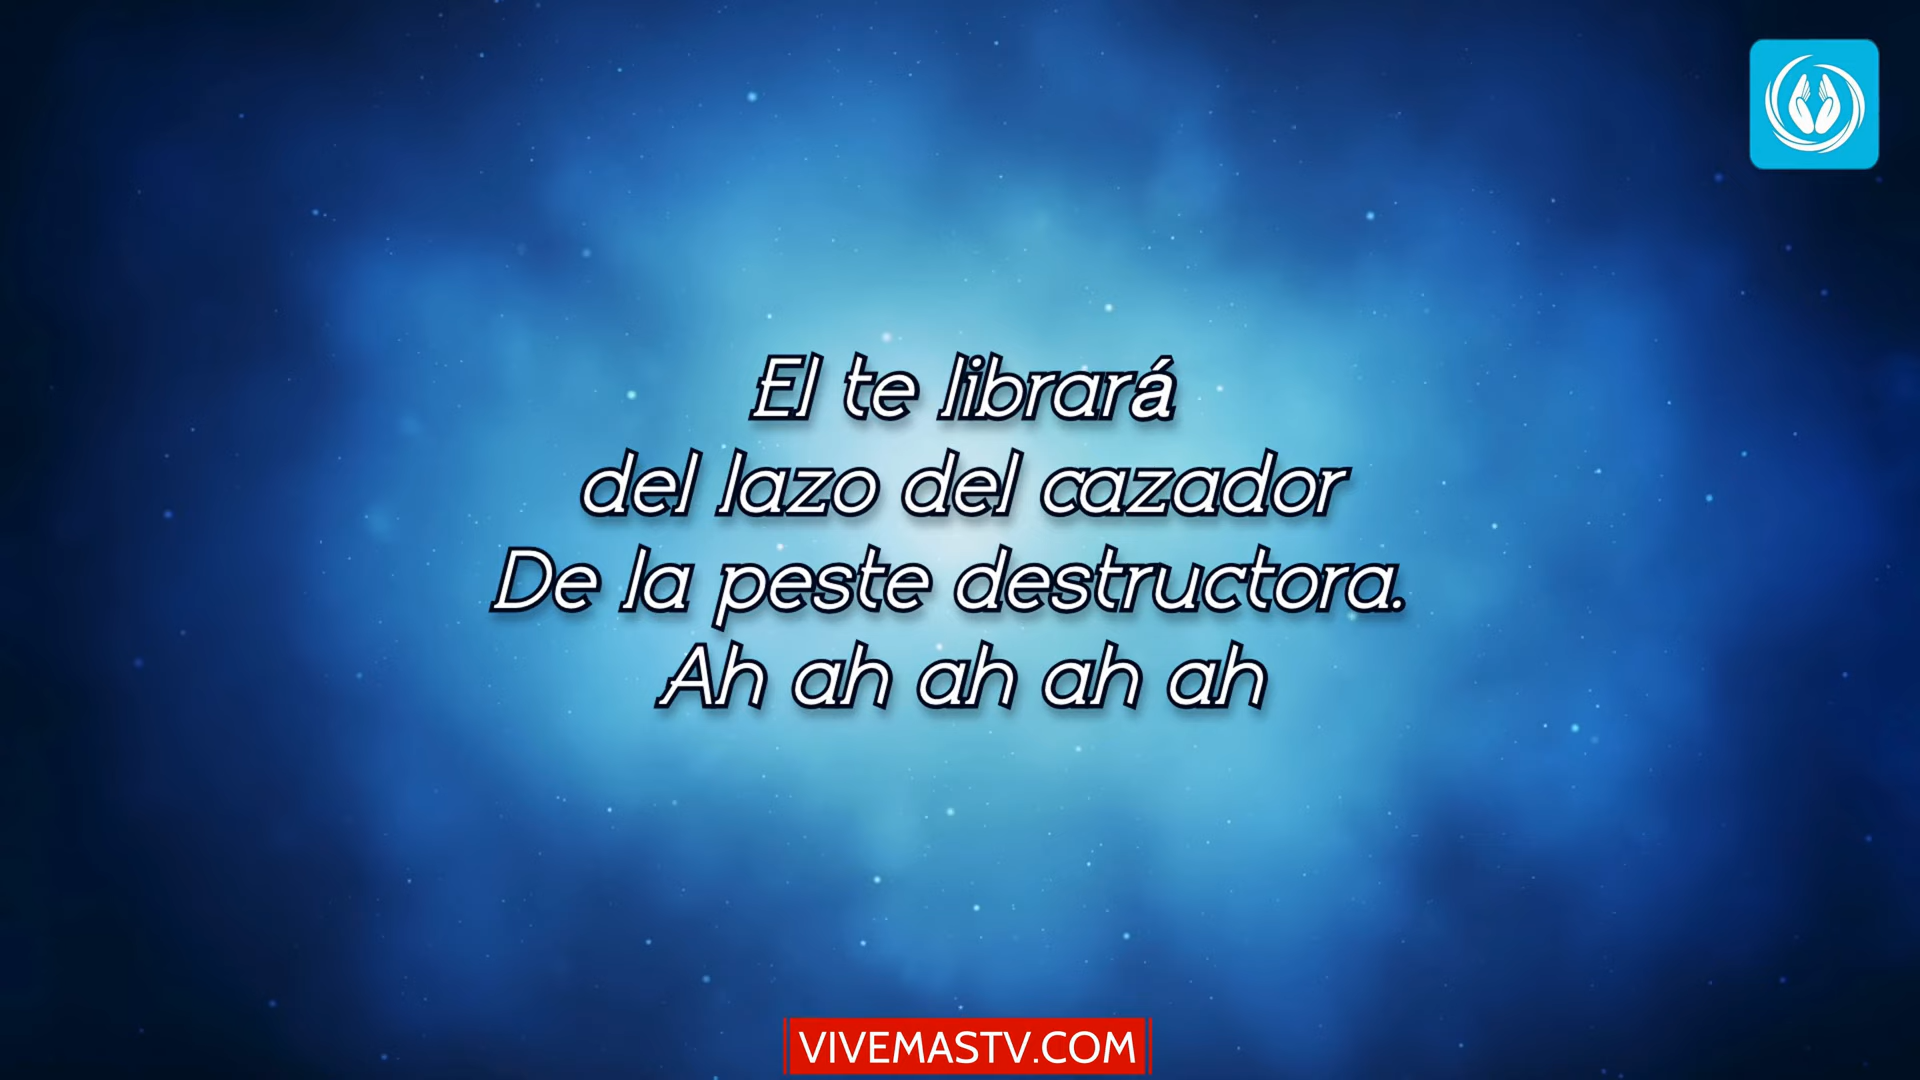 El te librará
del lazo del cazador
De la peste destructora.
Ah ah ah ah ah
VIVEMASTV.COM